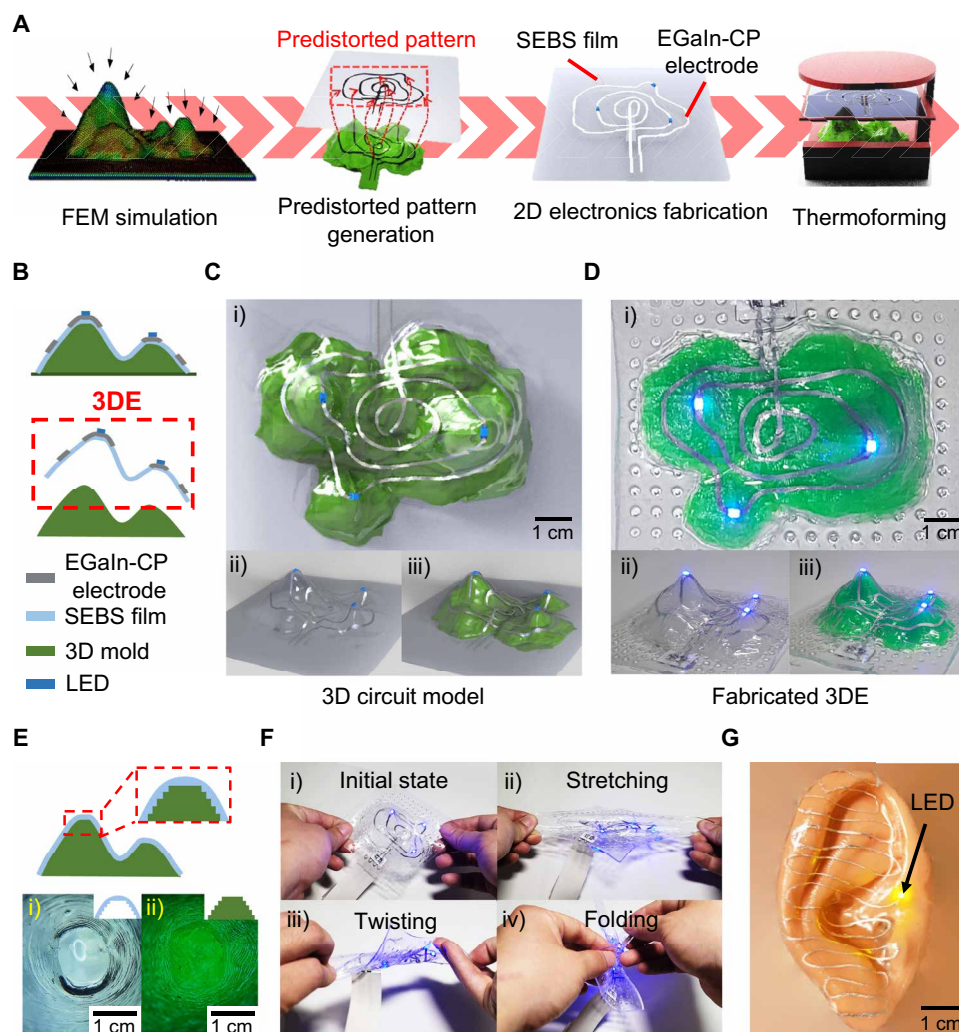 A
Predistorted pattern
SEBS film
EGaIn-CP
electrode
FEM simulation
Predistorted pattern
generation
2D electronics fabrication
Thermoforming
B
3DE
EGaIn-CP
electrode
SEBS film
3D mold
LED
C
i)
1 cm
ii)
iii)
3D circuit model
D
i)
1 cm
ii)
iii)
Fabricated 3DE
E
i)
1 cm
ii)
1 cm
F
i)
Initial state
ii)
Stretching
iii)
Twisting
iv)
Folding
G
LED
1 cm